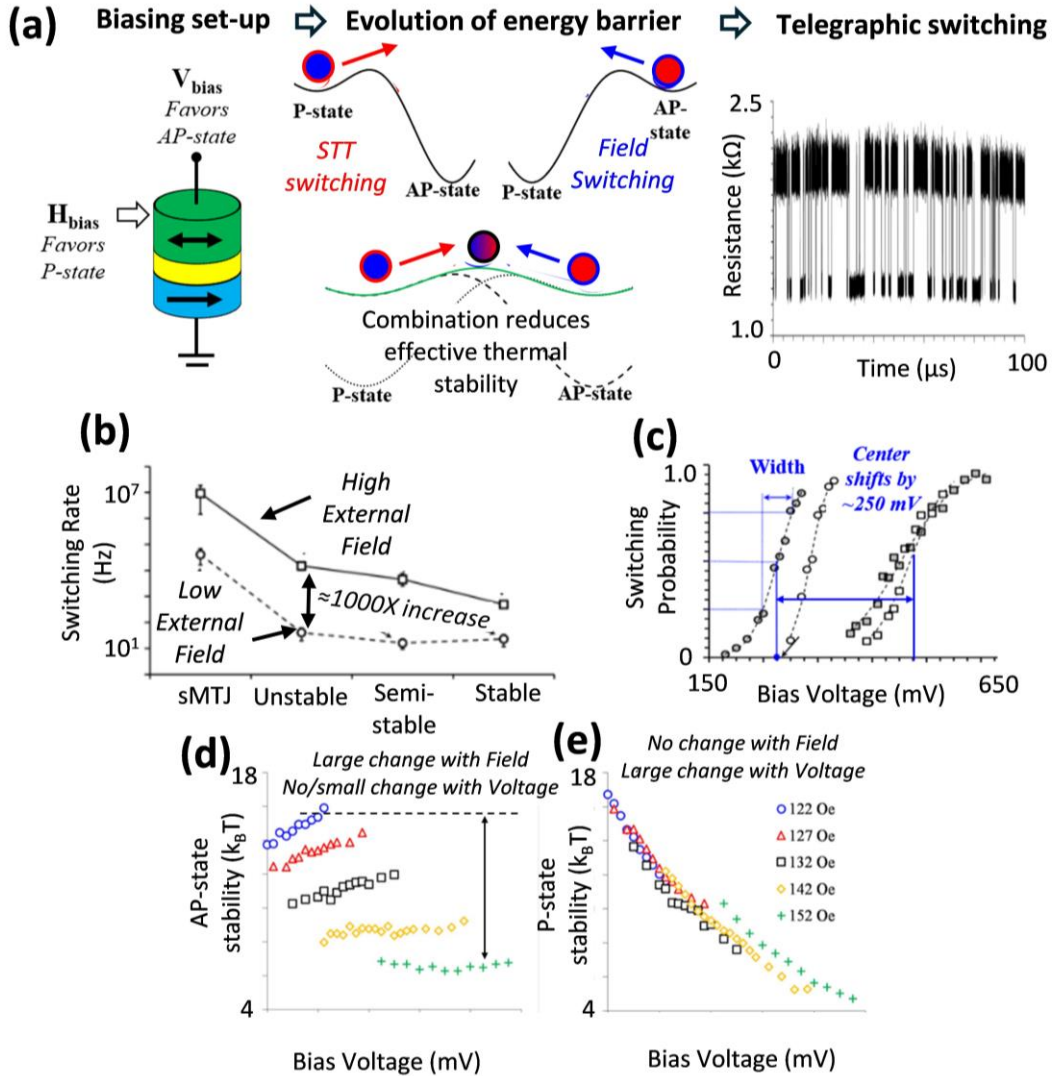 (a)
Biasing set-up
Evolution of energy barrier
Telegraphic switching
V_bias
Favors
AP-state
H_bias
Favors
P-state
P-state
STT
switching
AP-state
AP-
state
Field
Switching
P-state
Combination reduces
effective thermal
stability
P-state
AP-state
2.5
Resistance (kΩ)
1.0
0
100
Time (µs)
(b)
Switching Rate
(Hz)
10⁷
10¹
High
External
Field
Low
External
Field
≈1000X increase
sMTJ
Unstable
Semi-
stable
Stable
(c)
Switching
Probability
1.0
0
Width
Center
shifts by
~250 mV
150
650
Bias Voltage (mV)
(d)
Large change with Field
No/small change with Voltage
18
AP-state
stability (k_BT)
4
Bias Voltage (mV)
(e)
No change with Field
Large change with Voltage
18
P-state
stability (k_BT)
4
122 Oe
127 Oe
132 Oe
142 Oe
152 Oe
Bias Voltage (mV)